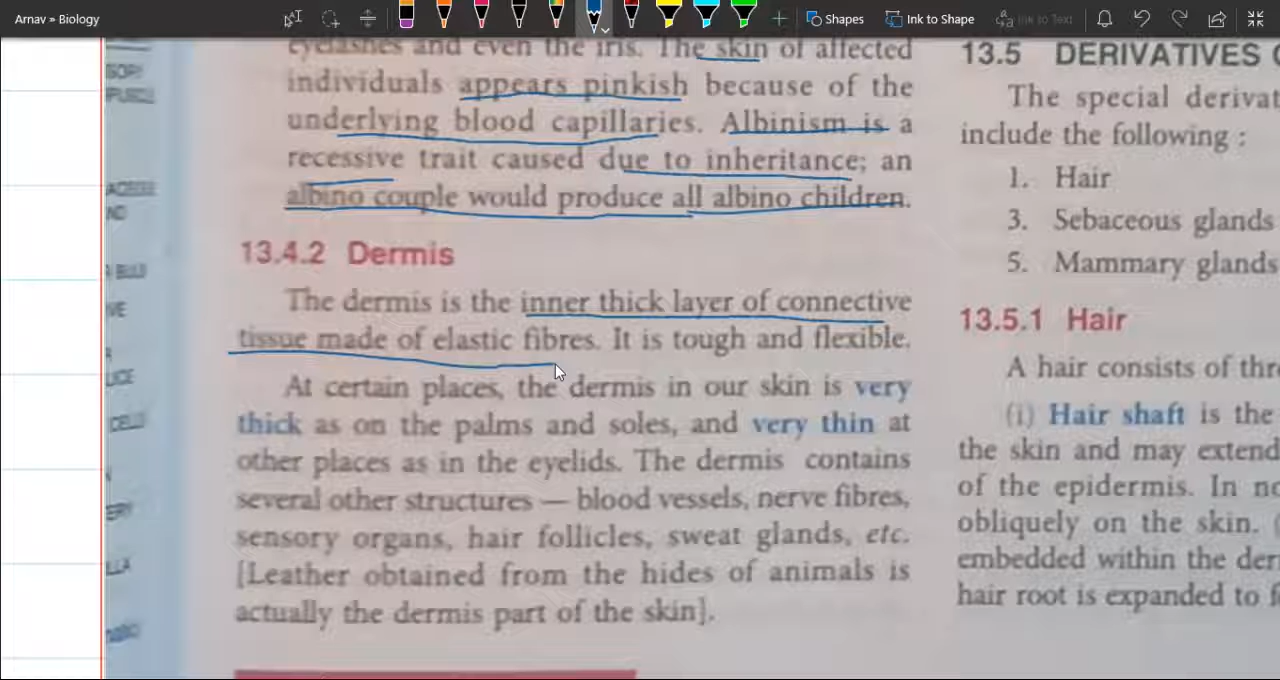 Arnav » Biology
Shapes
Ink to Shape
Ink to Text
eyelashes and even the iris. The skin of affected
individuals appears pinkish because of the
underlying blood capillaries. Albinism is a
recessive trait caused due to inheritance; an
albino couple would produce all albino children.
13.4.2 Dermis
The dermis is the inner thick layer of connective
tissue made of elastic fibres. It is tough and flexible.
At certain places, the dermis in our skin is very
thick as on the palms and soles, and very thin at
other places as in the eyelids. The dermis contains
several other structures — blood vessels, nerve fibres,
sensory organs, hair follicles, sweat glands, etc.
[Leather obtained from the hides of animals is
actually the dermis part of the skin].
13.5 DERIVATIVES
The special derivat
include the following :
1. Hair
3. Sebaceous glands
5. Mammary glands
13.5.1 Hair
A hair consists of thr
(i) Hair shaft is the
the skin and may extend
of the epidermis. In no
obliquely on the skin.
embedded within the der
hair root is expanded to f